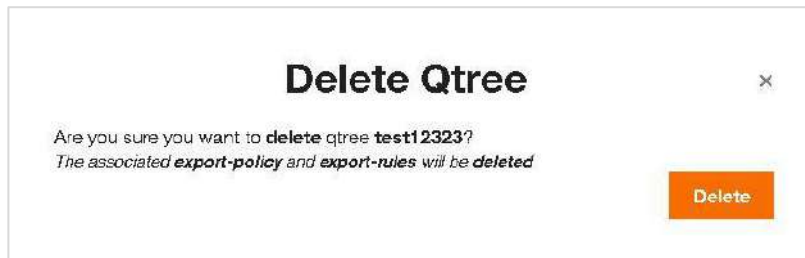 Delete Qtree
×
Are you sure you want to delete qtree test12323?
The associated export-policy and export-rules will be deleted
Delete